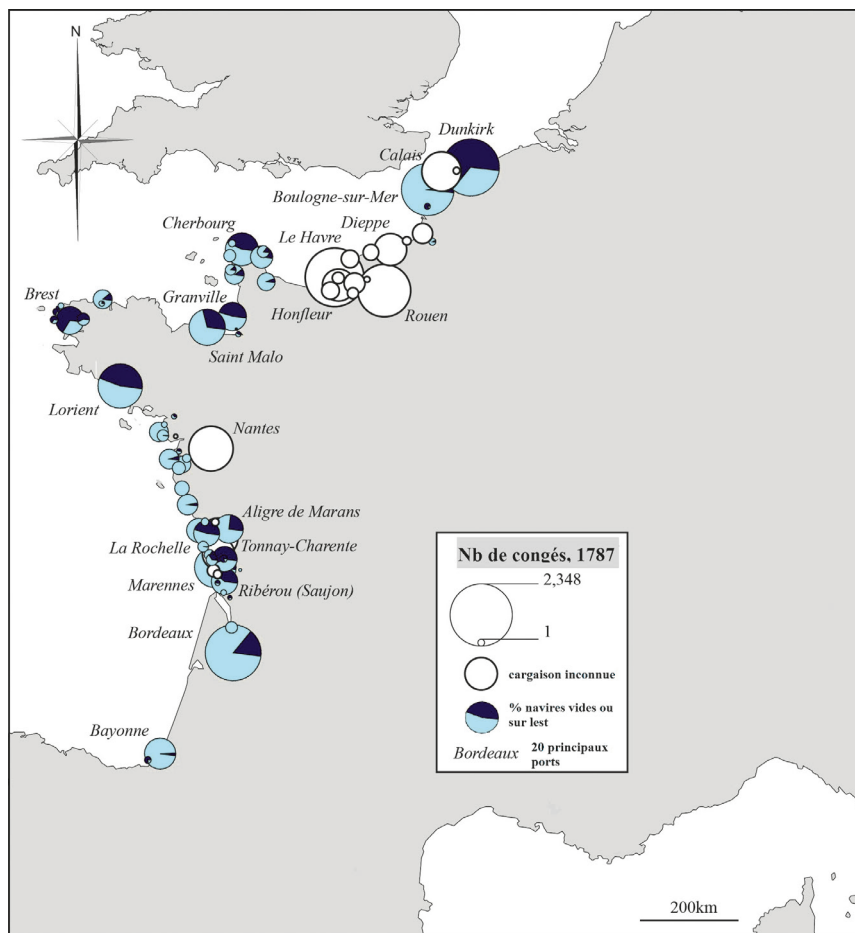 N
Dunkirk
Calais
Boulogne-sur-Mer
Dieppe
Cherbourg
Le Havre
Brest
Granville
Honfleur
Rouen
Saint Malo
Lorient
Nantes
Aligre de Marans
La Rochelle
Tonnay-Charente
Marennes
Ribérou (Saujon)
Bordeaux
Bayonne
Nb de congés, 1787
2,348
1
cargaison inconnue
% navires vides ou
sur lest
Bordeaux 20 principaux
ports
200km